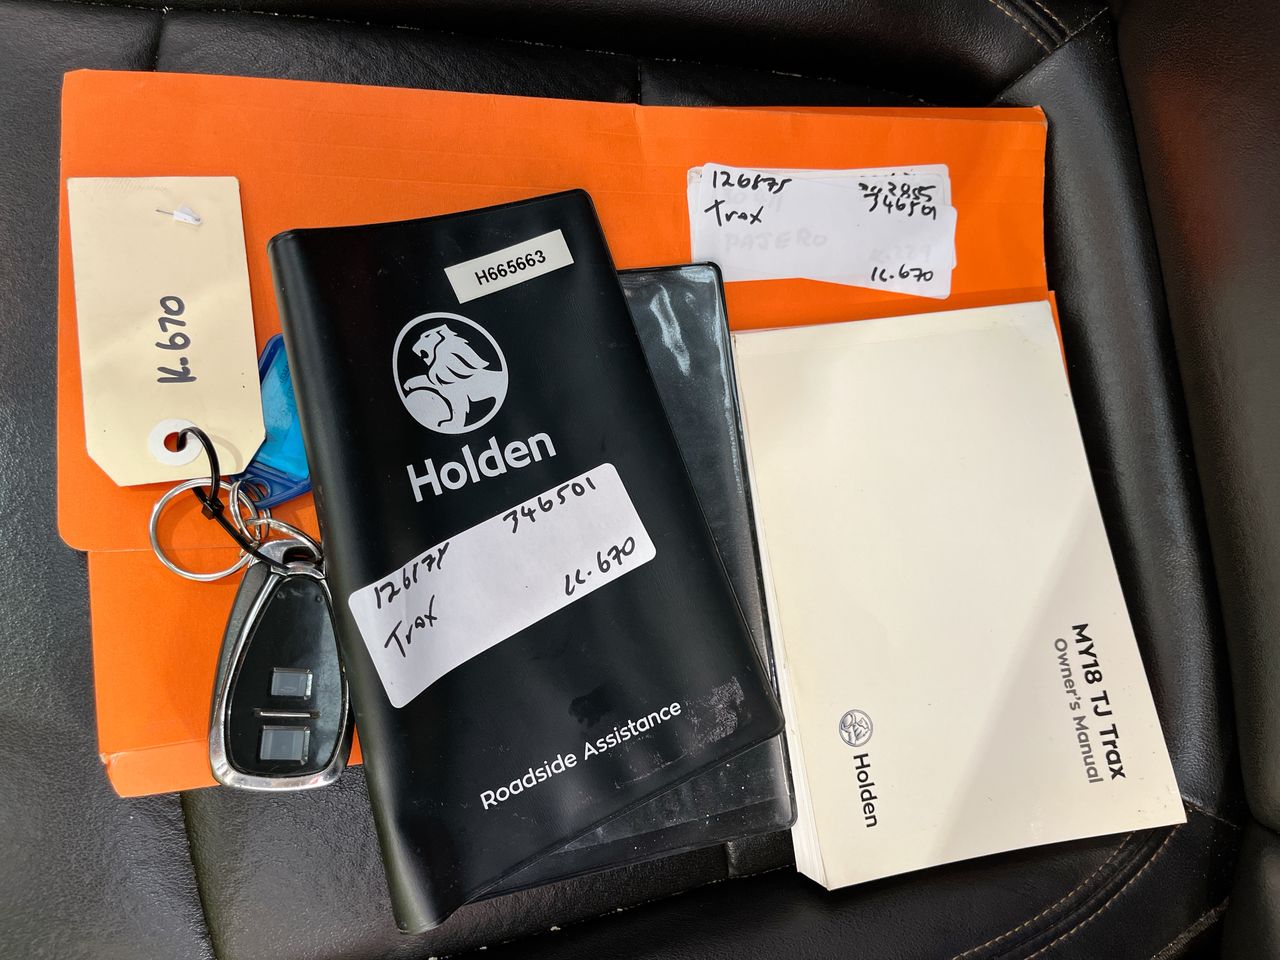 K.670
H665663
Holden
346501
Trax
K.670
Roadside Assistance
126875
342855
Trax
346501
PAJERO
K.670
MY18 TJ Trax
Owner's Manual
Holden